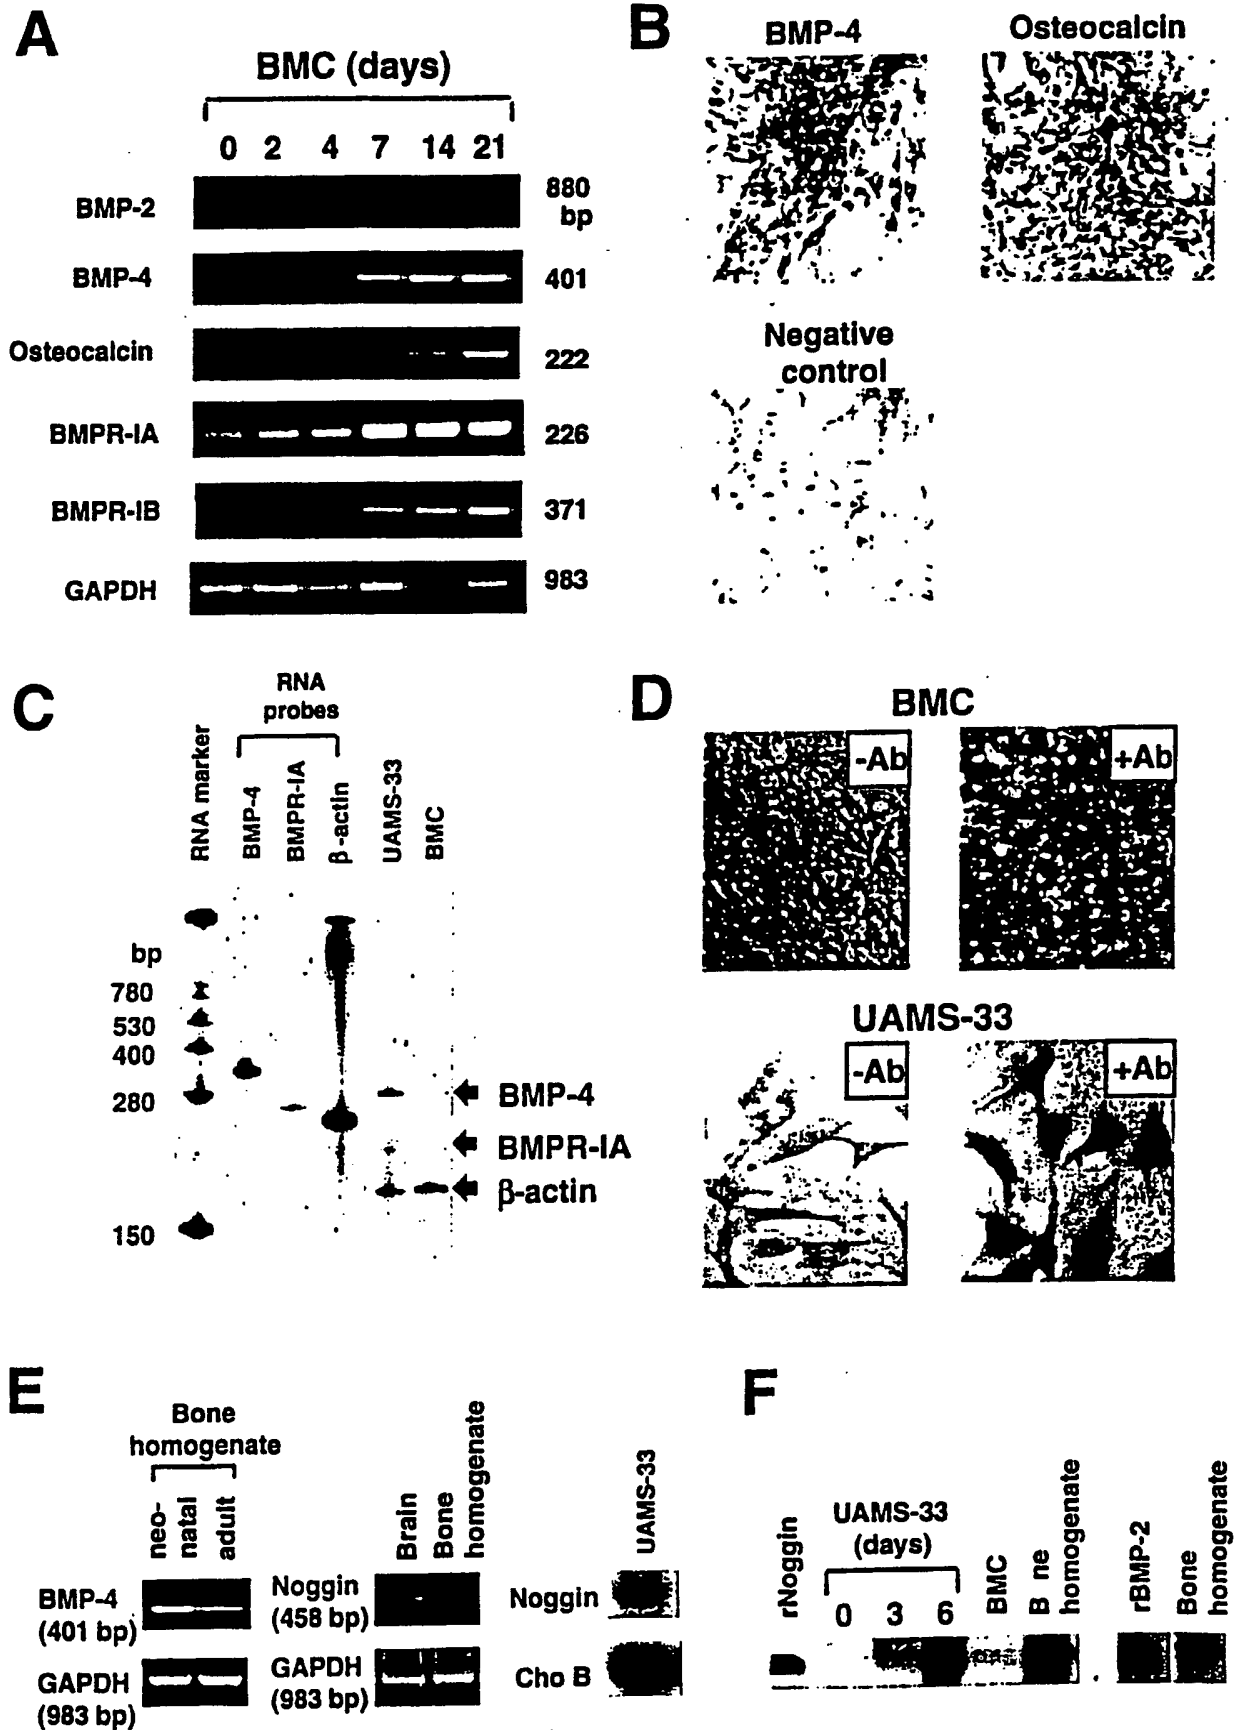 A
BMC (days)
0 2 4 7 14 21
BMP-2
880
bp
BMP-4
401
Osteocalcin
222
BMPR-IA
226
BMPR-IB
371
GAPDH
983
B
BMP-4
Osteocalcin
Negative
control
C
RNA
probes
RNA marker
BMP-4
BMPR-IA
β-actin
UAMS-33
BMC
bp
780
530
400
280
150
BMP-4
BMPR-IA
β-actin
D
BMC
-Ab
+Ab
UAMS-33
-Ab
+Ab
E
Bone
homogenate
neo-
natal
adult
BMP-4
(401 bp)
GAPDH
(983 bp)
Brain
Bone
homogenate
Noggin
(458 bp)
GAPDH
(983 bp)
UAMS-33
Noggin
Cho B
F
rNoggin
UAMS-33
(days)
0 3 6
BMC
B ne
homogenate
rBMP-2
Bone
homogenate